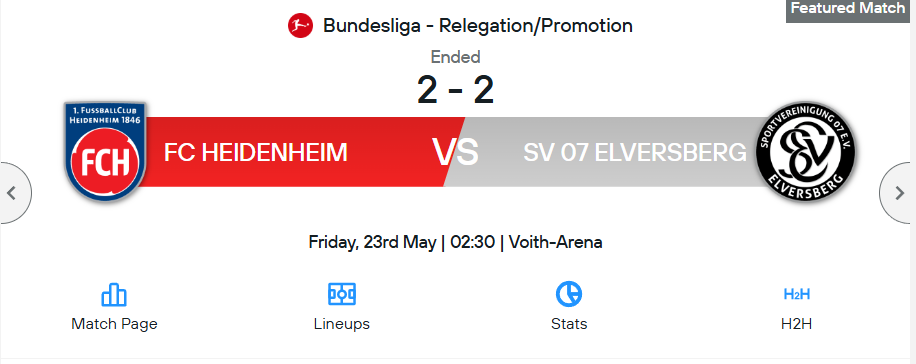 Featured Match
Bundesliga - Relegation/Promotion
Ended
2 - 2
1. FUSSBALLCLUB
HEIDENHEIM 1846
FCH
FC HEIDENHEIM
VS
SV 07 ELVERSBERG
SPORTVEREINIGUNG 07 E.V.
SV
ELVERSBERG
Friday, 23rd May | 02:30 | Voith-Arena
Match Page
Lineups
Stats
H2H
H2H